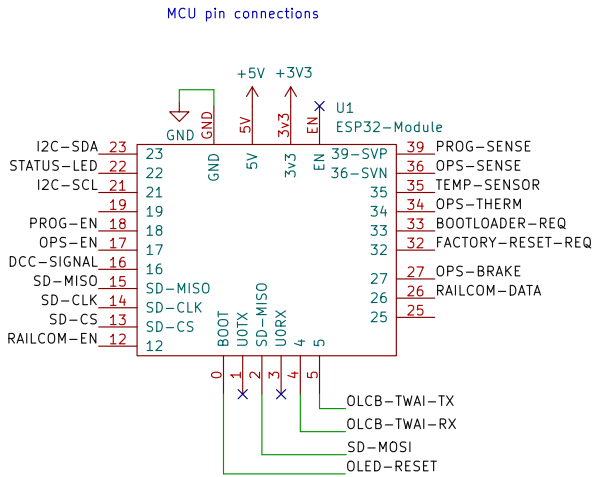 MCU pin connections
+5V
+3V3
U1
ESP32-Module
GND
GND
5V
3v3
EN
GND
5V
3v3
EN
I2C-SDA 23 23
STATUS-LED 22 22
I2C-SCL 21 21
19 19
PROG-EN 18 18
OPS-EN 17 17
DCC-SIGNAL 16 16
SD-MISO 15 SD-MISO
SD-CLK 14 SD-CLK
SD-CS 13 SD-CS
RAILCOM-EN 12 12
39-SVP 39 PROG-SENSE
36-SVN 36 OPS-SENSE
35 35 TEMP-SENSOR
34 34 OPS-THERM
33 33 BOOTLOADER-REQ
32 32 FACTORY-RESET-REQ
27 27 OPS-BRAKE
26 26 RAILCOM-DATA
25 25
BOOT
U0TX
SD-MISO
U0RX
4
5
0
1
2
3
4
5
OLCB-TWAI-TX
OLCB-TWAI-RX
SD-MOSI
OLED-RESET